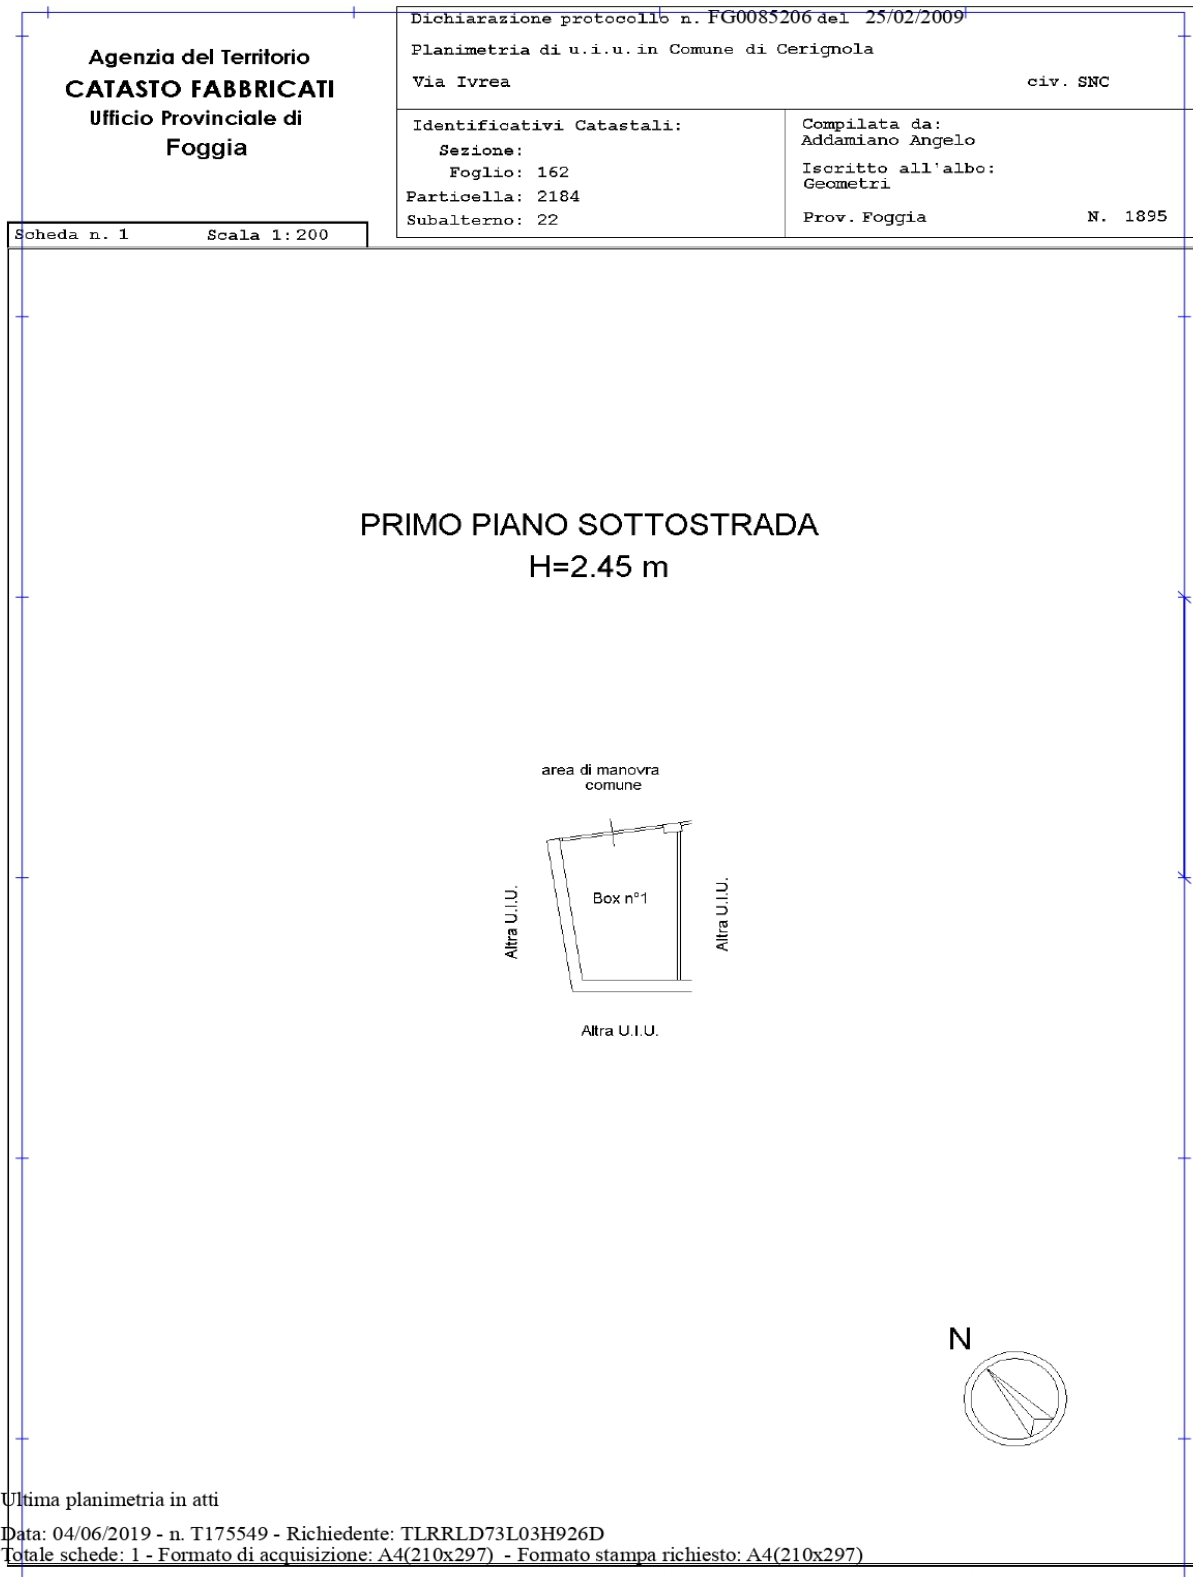 Agenzia del Territorio
CATASTO FABBRICATI
Ufficio Provinciale di
Foggia
Scheda n. 1 Scala 1:200
Dichiarazione protocollo n. FG0085206 del 25/02/2009
Planimetria di u.i.u. in Comune di Cerignola
Via Ivrea civ. SNC
Identificativi Catastali:
Sezione:
Foglio: 162
Particella: 2184
Subalterno: 22
Compilata da:
Addamiano Angelo
Iscritto all'albo:
Geometri
Prov. Foggia N. 1895
PRIMO PIANO SOTTOSTRADA
H=2.45 m
area di manovra
comune
Altra U.I.U.
Box n°1
Altra U.I.U.
Altra U.I.U.
N
Ultima planimetria in atti
Data: 04/06/2019 - n. T175549 - Richiedente: TLRRLD73L03H926D
Totale schede: 1 - Formato di acquisizione: A4(210x297) - Formato stampa richiesto: A4(210x297)